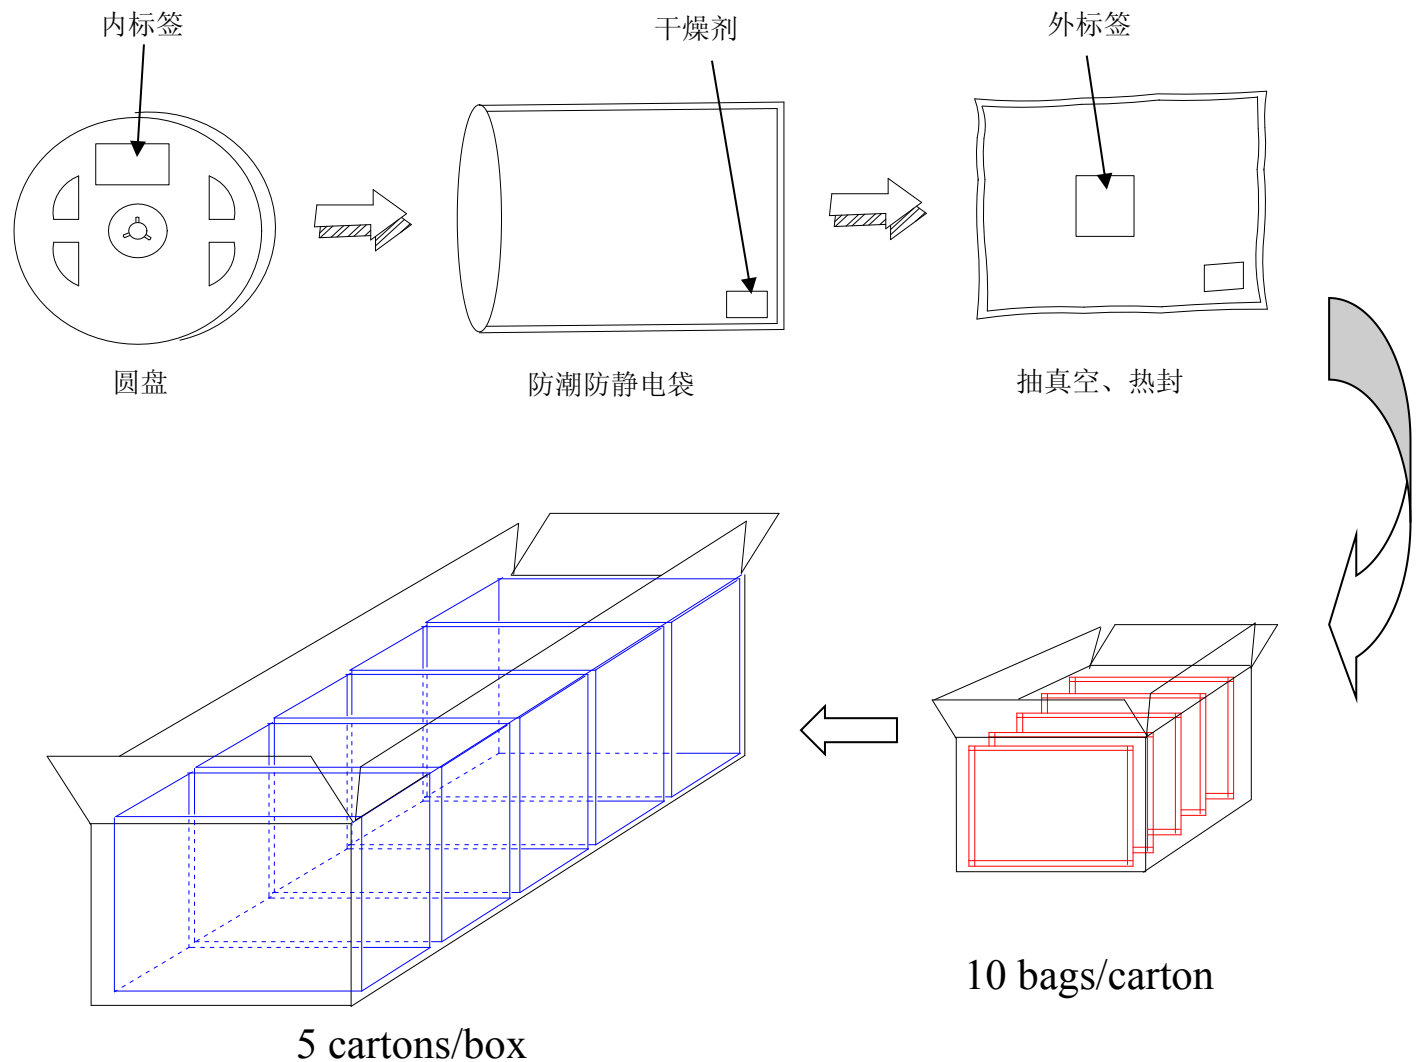 内标签
干燥剂
外标签
圆盘
防潮防静电袋
抽真空、热封
10 bags/carton
5 cartons/box